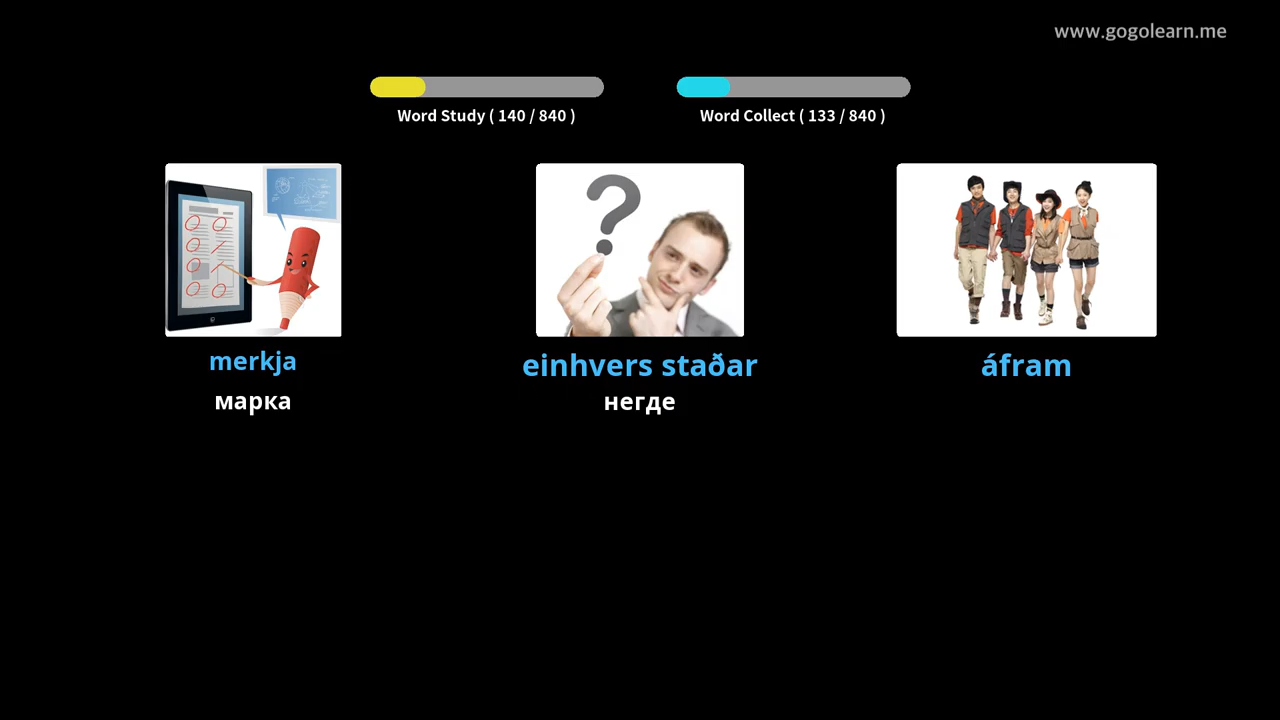 www.gogolearn.me
Word Study ( 140 / 840 )
Word Collect ( 133 / 840 )
merkja
марка
einhvers staðar
негде
áfram